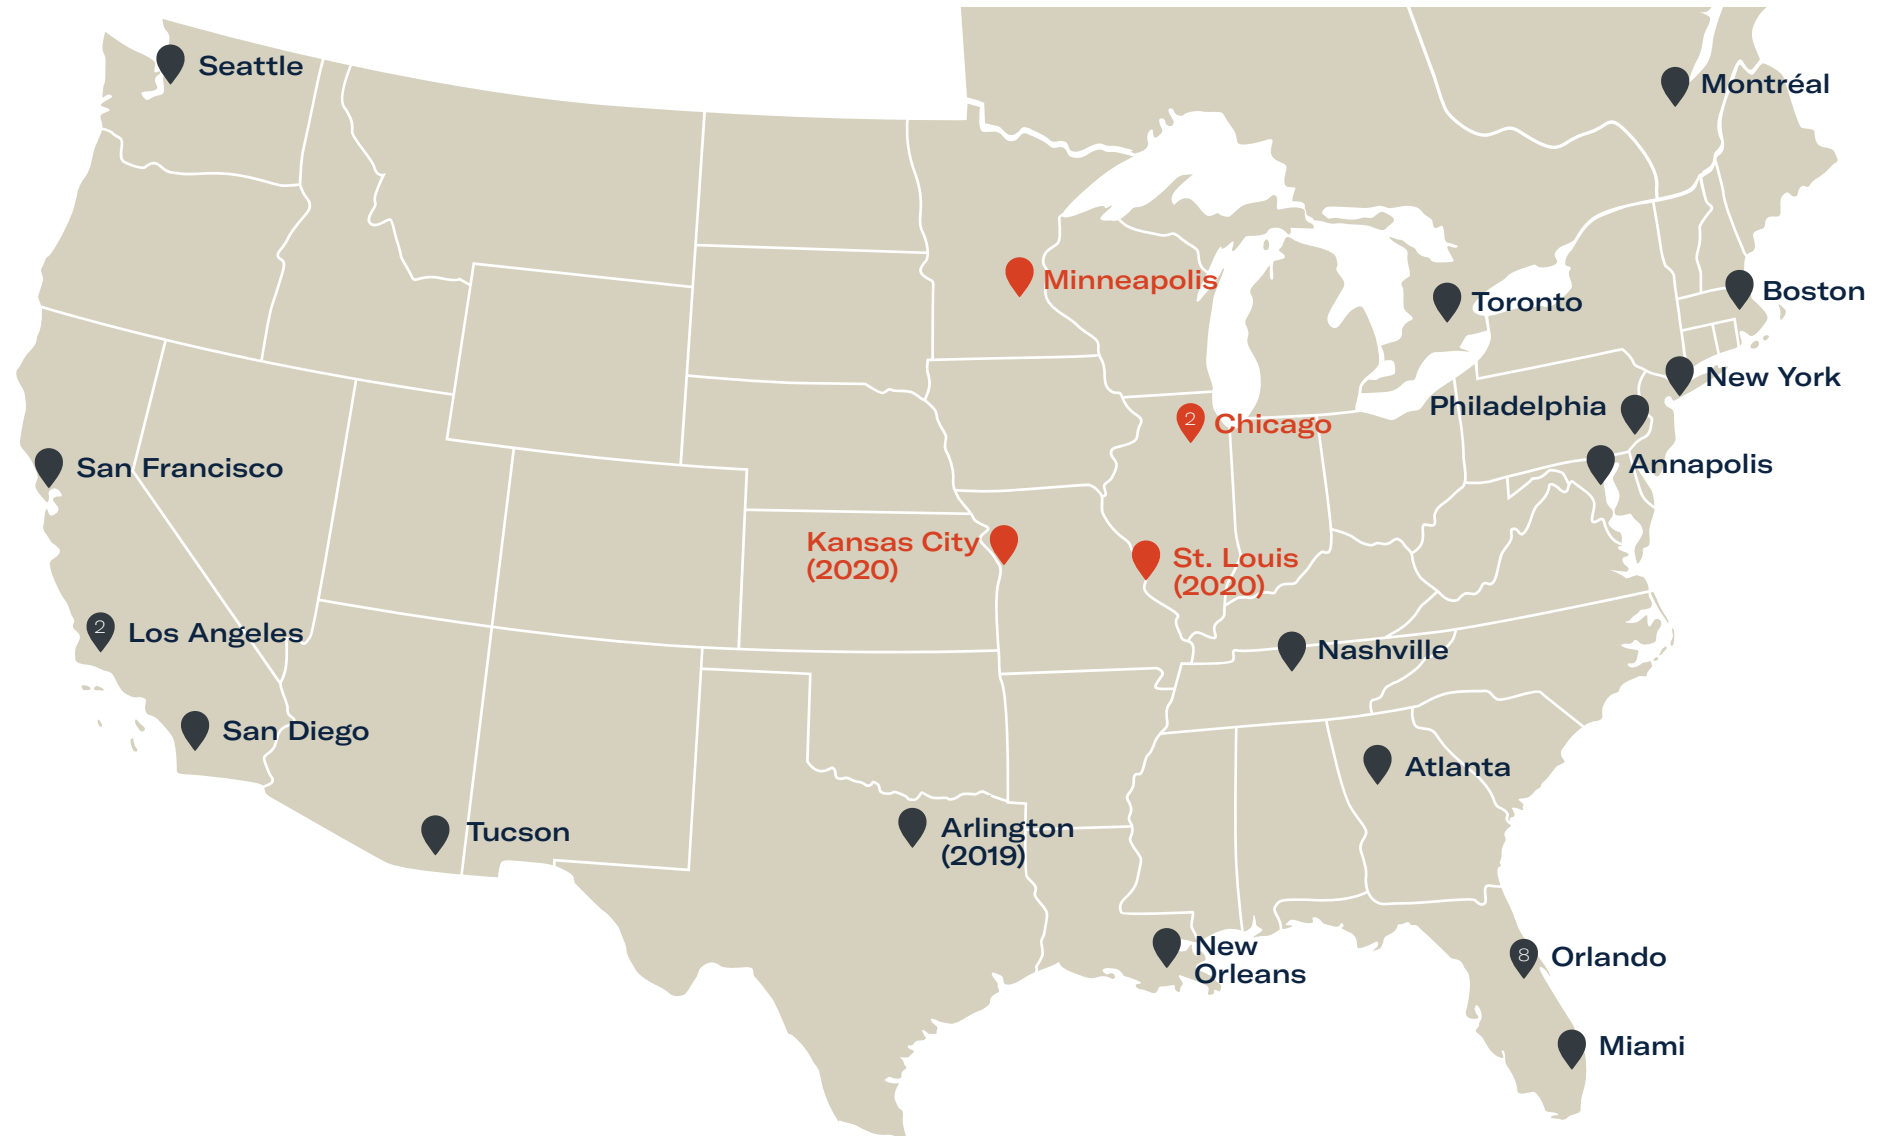 Seattle
Montréal
Minneapolis
Boston
Toronto
New York
Philadelphia
2
Chicago
Annapolis
San Francisco
Kansas City
(2020)
St. Louis
(2020)
2
Los Angeles
Nashville
San Diego
Atlanta
Tucson
Arlington
(2019)
New
Orleans
8
Orlando
Miami